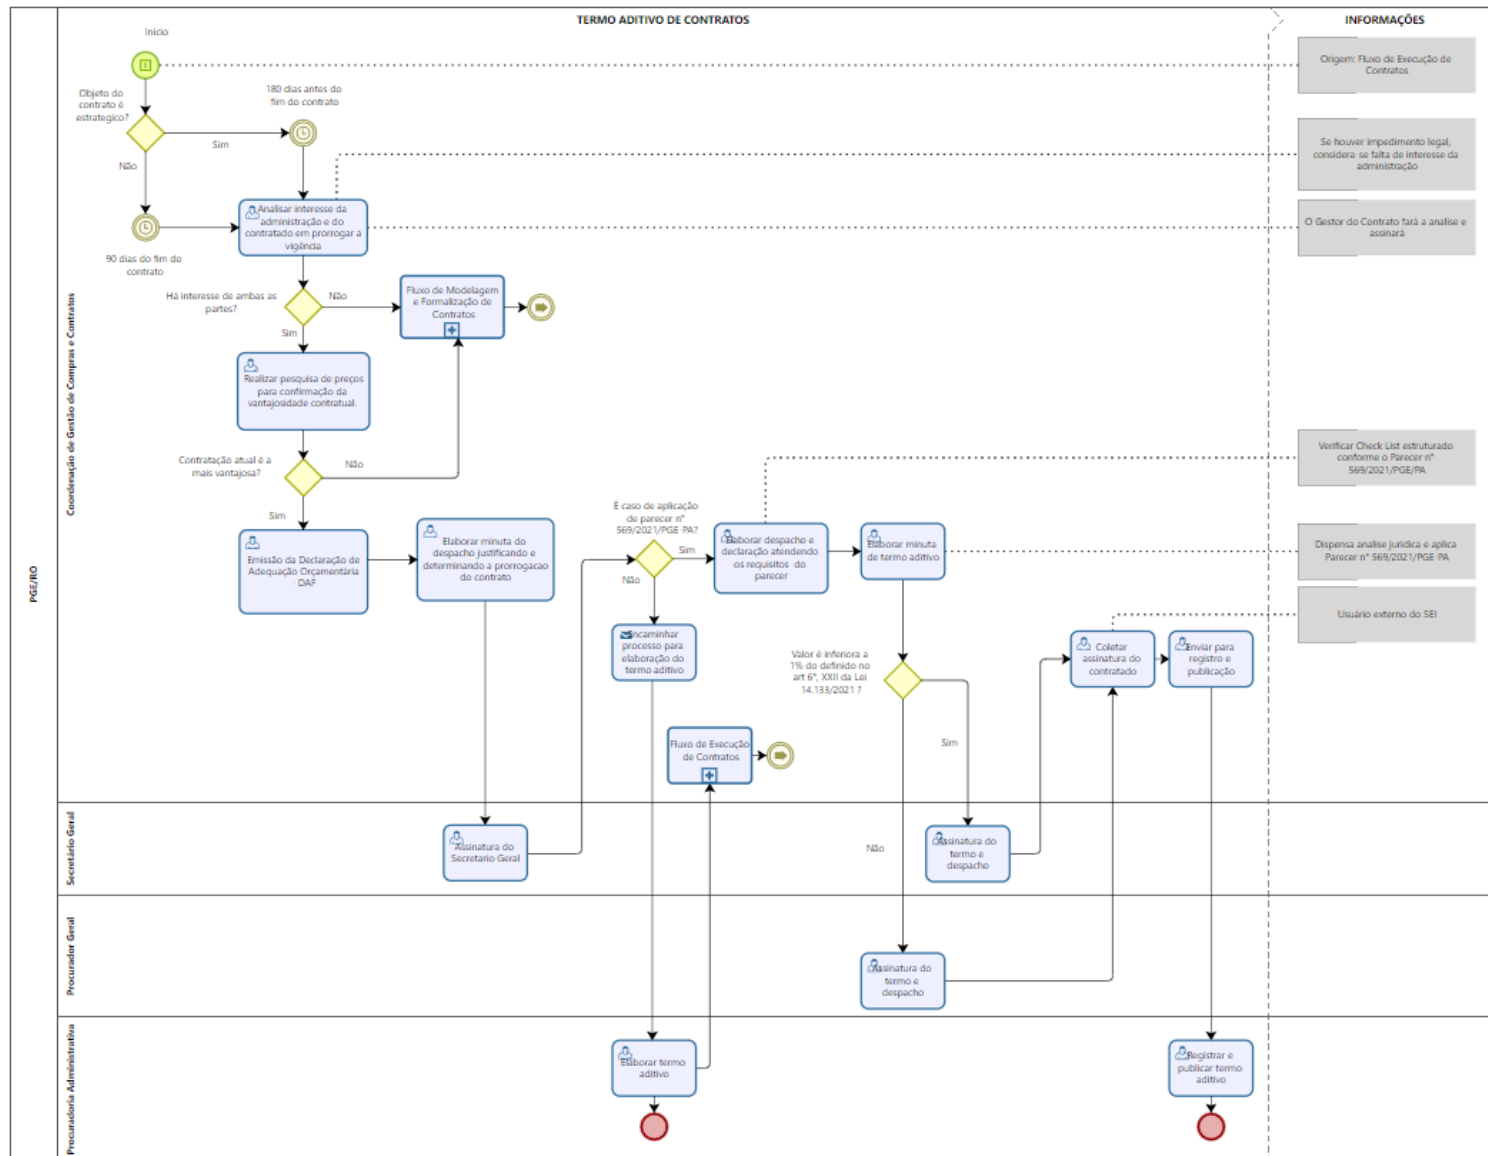 TERMO ADITIVO DE CONTRATOS
INFORMAÇÕES
PGE/RO
Coordenação de Gestão de Compras e Contratos
Inicio
Objeto do
contrato é
estrategico?
Sim
Não
180 dias antes do
fim do contrato
90 dias do fim do
contrato
Analisar interesse da
administração e do
contratado em prorrogar a
vigência
Há interesse de ambas as
partes?
Não
Sim
Fluxo de Modelagem
e Formalização de
Contratos
Realizar pesquisa de preços
para confirmação da
vantajosidade contratual.
Contratação atual é a
mais vantajosa?
Não
Sim
Emissão da Declaração de
Adequação Orçamentária
- DAF
Elaborar minuta do
despacho justificando e
determinando a prorrogacao
do contrato
É caso de aplicação
de parecer n°
569/2021/PGE-PA?
Sim
Não
Elaborar despacho e
declaração atendendo
os requisitos do
parecer
Elaborar minuta
de termo aditivo
Encaminhar
processo para
elaboração do
termo aditivo
Valor é inferiora a
1% do definido no
art 6°, XXII da Lei
14.133/2021 ?
Sim
Não
Coletar
assinatura do
contratado
Enviar para
registro e
publicação
Fluxo de Execução
de Contratos
Secretário Geral
Assinatura do
Secretario Geral
Assinatura do
termo e
despacho
Procurador Geral
Assinatura do
termo e
despacho
Procuradoria Administrativa
Elaborar termo
aditivo
Registrar e
publicar termo
aditivo
Origem: Fluxo de Execução de
Contratos
Se houver impedimento legal,
considera-se falta de interesse da
administração
O Gestor do Contrato fará a analise e
assinará
Verificar Check List estruturado
conforme o Parecer n°
569/2021/PGE/PA
Dispensa analise juridica e aplica
Parecer n° 569/2021/PGE-PA
Usuário externo do SEI